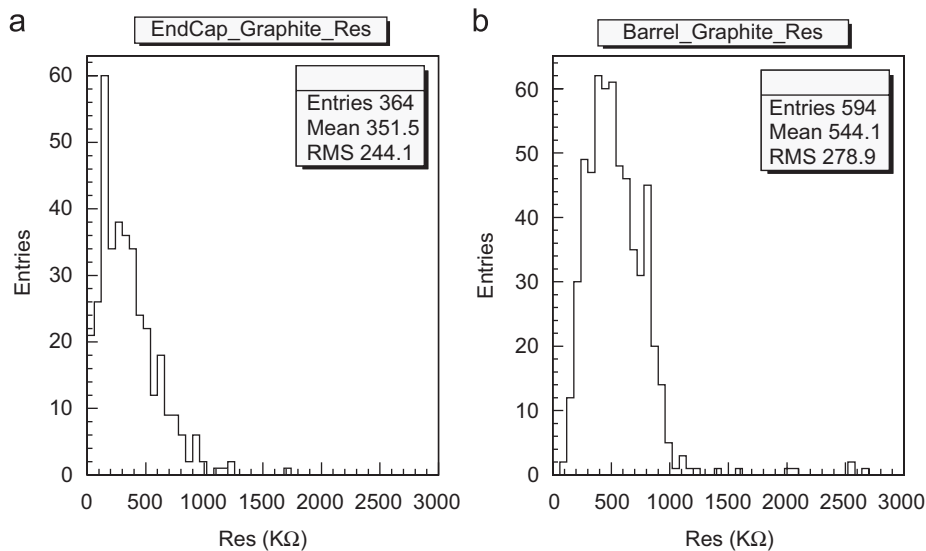 a
EndCap_Graphite_Res
Entries 364
Mean 351.5
RMS 244.1
Entries
60
50
40
30
20
10
0
0 500 1000 1500 2000 2500 3000
Res (KΩ)
b
Barrel_Graphite_Res
Entries 594
Mean 544.1
RMS 278.9
Entries
60
50
40
30
20
10
0
0 500 1000 1500 2000 2500 3000
Res (KΩ)